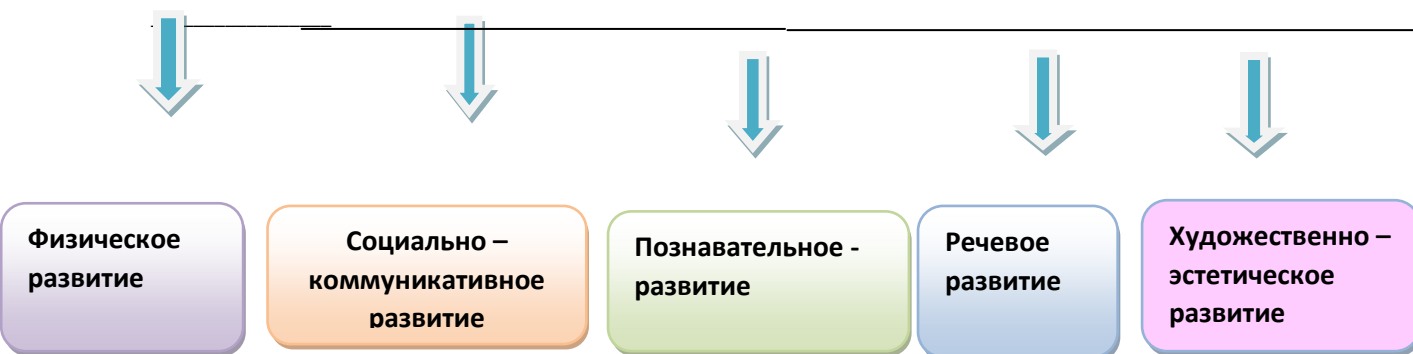 Физическое
развитие
Социально –
коммуникативное
развитие
Познавательное -
развитие
Речевое
развитие
Художественно –
эстетическое
развитие